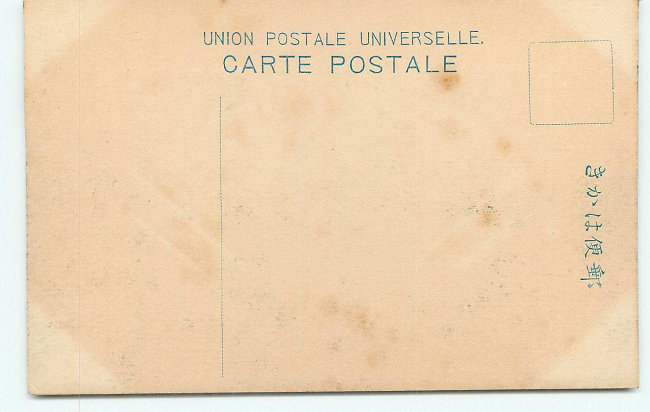 UNION POSTALE UNIVERSELLE.
CARTE POSTALE
郵便はかき